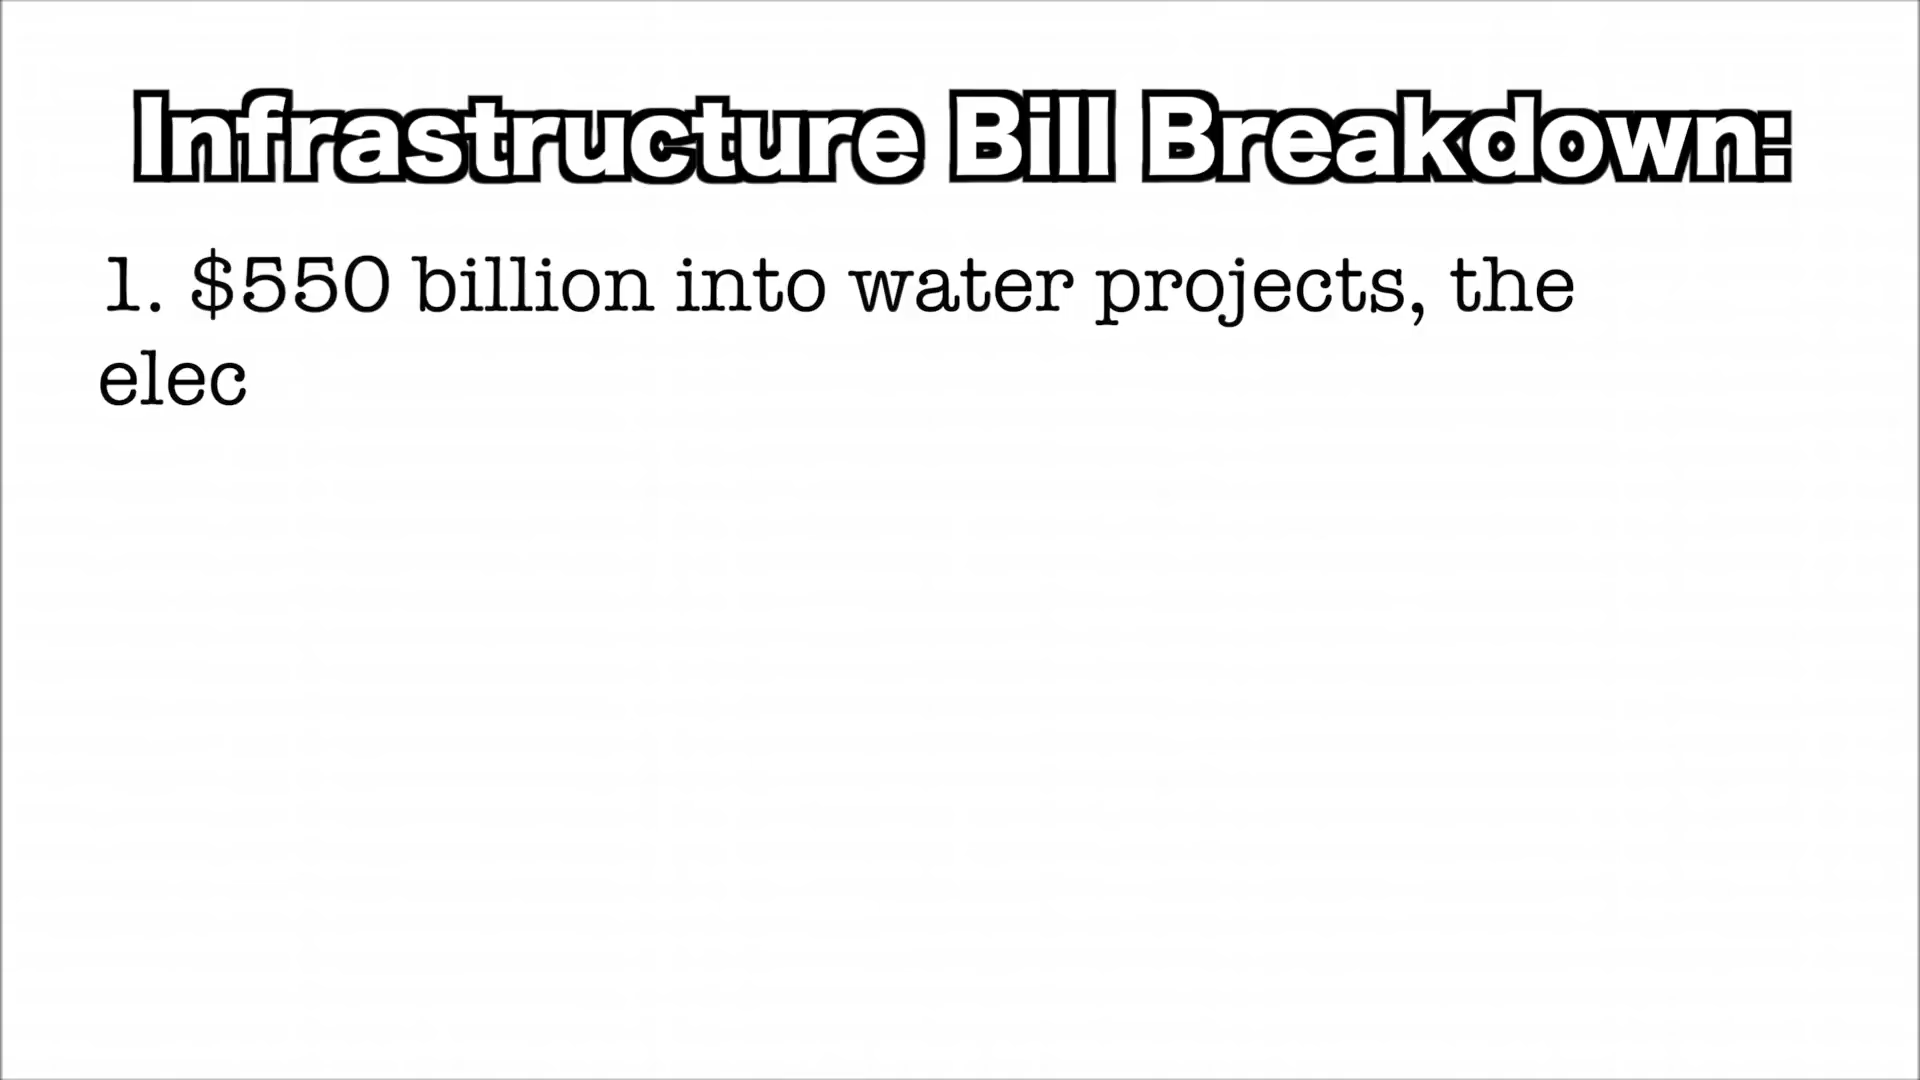 Infrastructure Bill Breakdown:
1. $550 billion into water projects, the
elec